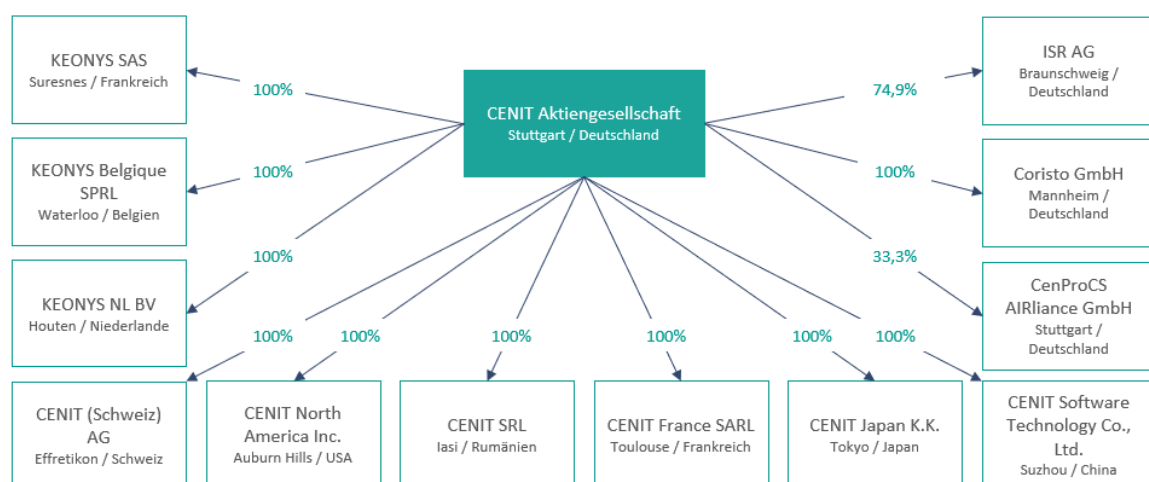 KEONYS SAS
Suresnes / Frankreich
100%
CENIT Aktiengesellschaft
Stuttgart / Deutschland
74,9%
ISR AG
Braunschweig /
Deutschland
KEONYS Belgique
SPRL
Waterloo / Belgien
100%
100%
Coristo GmbH
Mannheim /
Deutschland
KEONYS NL BV
Houten / Niederlande
100%
33,3%
CenProCS
AIRliance GmbH
Stuttgart /
Deutschland
100%
100%
100%
100%
100%
100%
CENIT (Schweiz)
AG
Effretikon / Schweiz
CENIT North
America Inc.
Auburn Hills / USA
CENIT SRL
Iasi / Rumänien
CENIT France SARL
Toulouse / Frankreich
CENIT Japan K.K.
Tokyo / Japan
CENIT Software
Technology Co.,
Ltd.
Suzhou / China